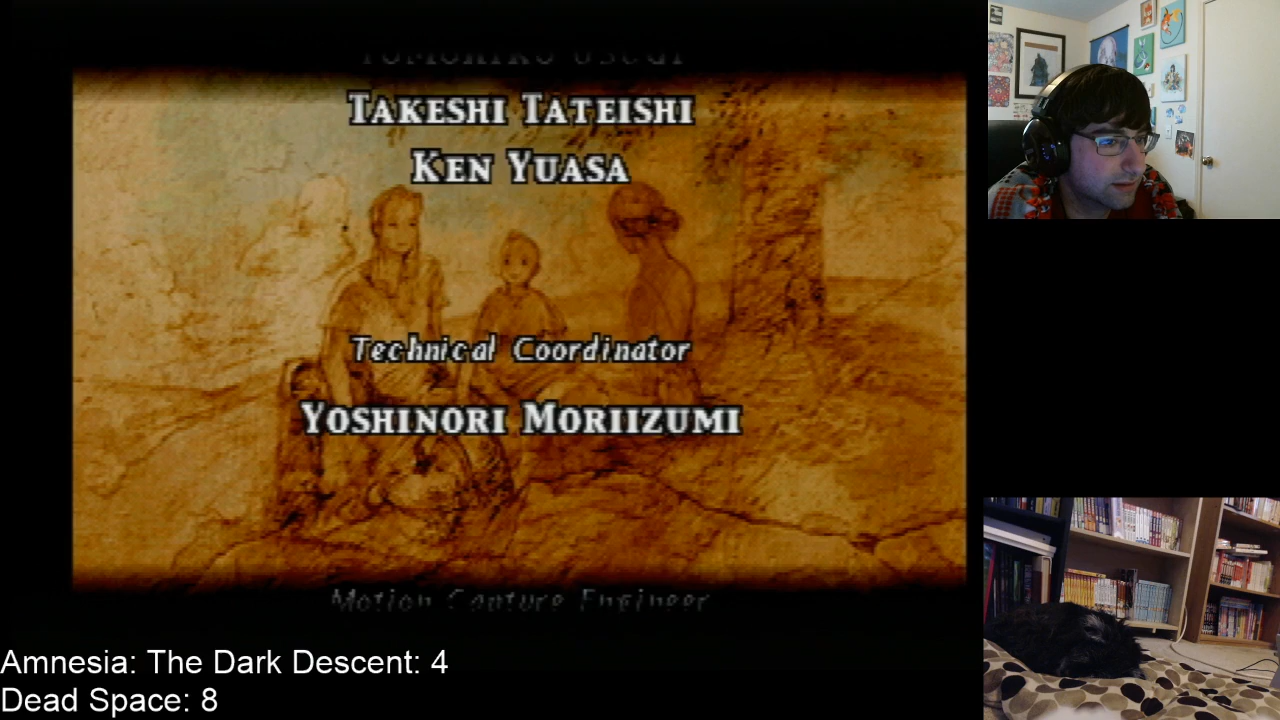 TAKESHI TATEISHI
KEN YUASA
Technical Coordinator
YOSHINORI MORIIZUMI
Motion Capture Engineer
Amnesia: The Dark Descent: 4
Dead Space: 8